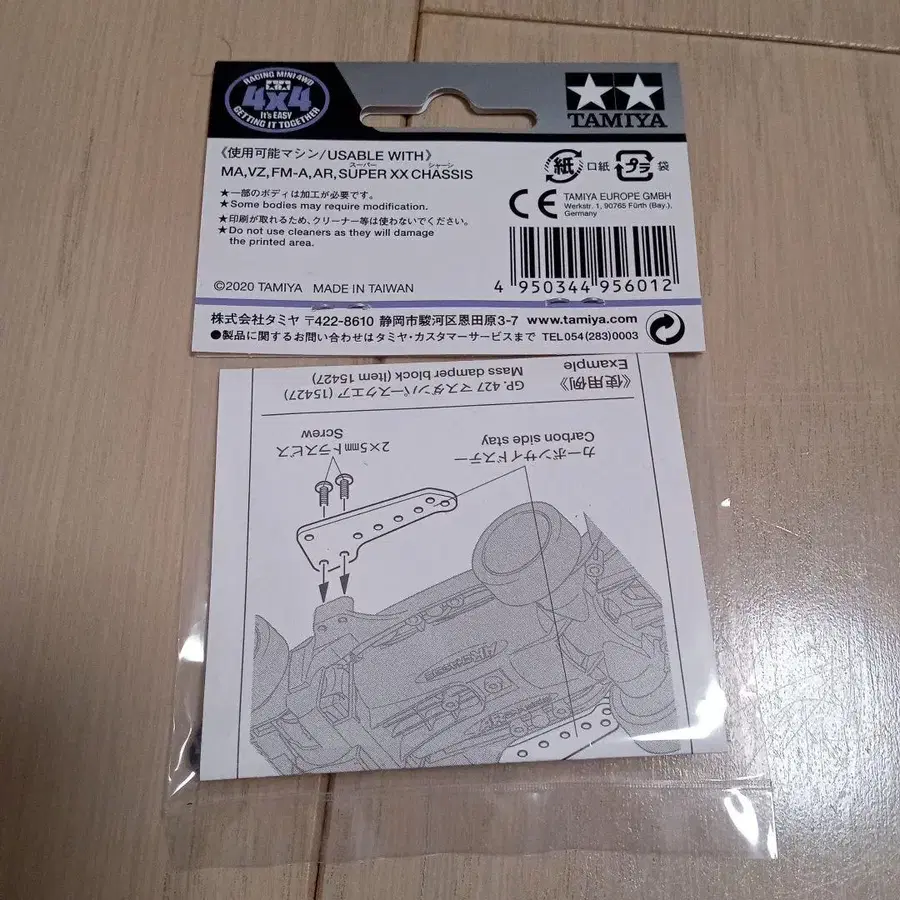 RACING MINI 4WD
4x4
It's EASY
GETTING IT TOGETHER
TAMIYA
《使用可能マシン/USABLE WITH》
スーパー シャーシ
MA,VZ,FM-A,AR,SUPER XX CHASSIS
★一部のボディは加工が必要です。
★Some bodies may require modification.
★印刷が取れるため、クリーナー等は使わないでください。
★Do not use cleaners as they will damage
the printed area.
紙 口紙 プラ 袋
CE
TAMIYA EUROPE GMBH
Werkstr. 1, 90765 Fürth (Bay.),
Germany
4 950344 956012
©2020 TAMIYA MADE IN TAIWAN
株式会社タミヤ 〒422-8610 静岡市駿河区恩田原3-7 www.tamiya.com
●製品に関するお問い合わせはタミヤ・カスタマーサービスまで TEL 054(283)0003
《使用例》
Example
GP.427 マスダンパースクエア (15427)
Mass damper block (Item 15427)
2×5mmトラスビス
Screw
カーボンサイドステー
Carbon side stay
AR CHASSIS